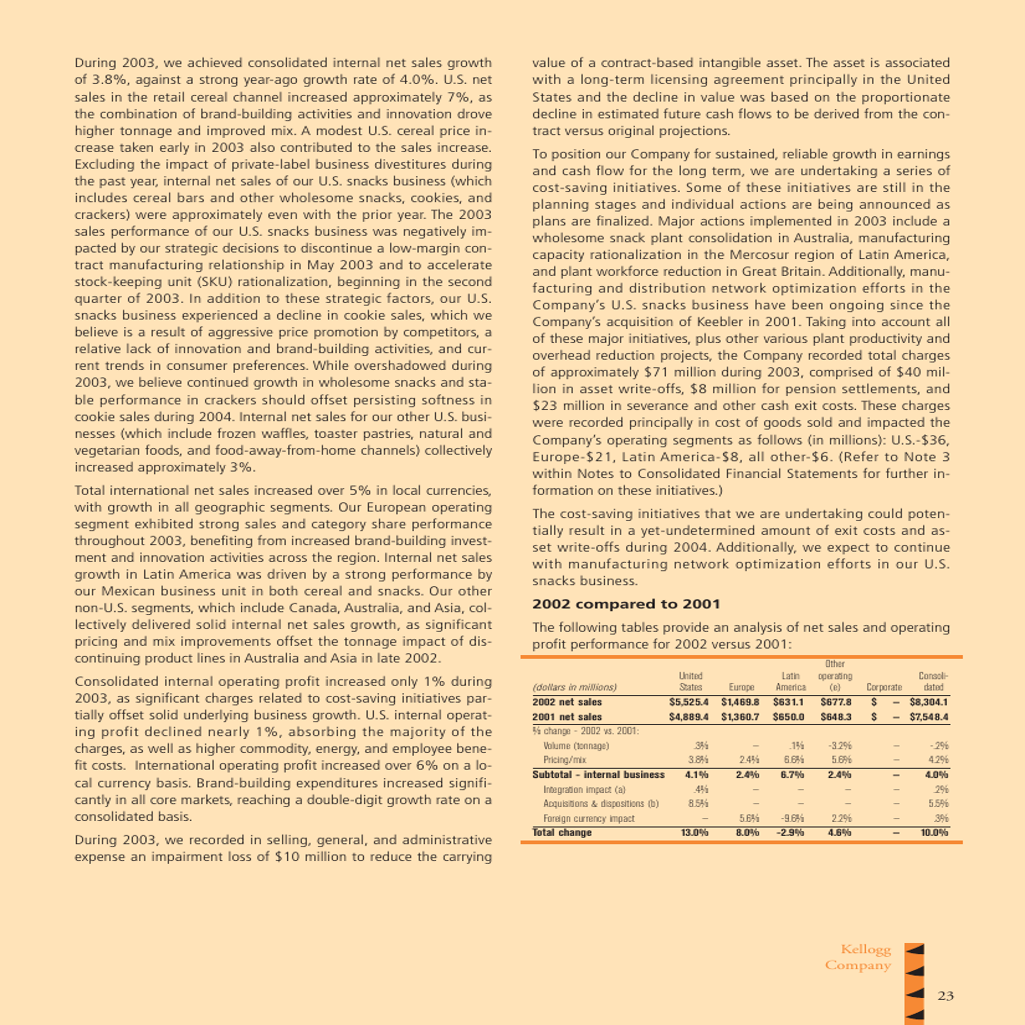 During 2003, we achieved consolidated internal net sales growth
of 3.8%, against a strong year-ago growth rate of 4.0%. U.S. net
sales in the retail cereal channel increased approximately 7%, as
the combination of brand-building activities and innovation drove
higher tonnage and improved mix. A modest U.S. cereal price in-
crease taken early in 2003 also contributed to the sales increase.
Excluding the impact of private-label business divestitures during
the past year, internal net sales of our U.S. snacks business (which
includes cereal bars and other wholesome snacks, cookies, and
crackers) were approximately even with the prior year. The 2003
sales performance of our U.S. snacks business was negatively im-
pacted by our strategic decisions to discontinue a low-margin con-
tract manufacturing relationship in May 2003 and to accelerate
stock-keeping unit (SKU) rationalization, beginning in the second
quarter of 2003. In addition to these strategic factors, our U.S.
snacks business experienced a decline in cookie sales, which we
believe is a result of aggressive price promotion by competitors, a
relative lack of innovation and brand-building activities, and cur-
rent trends in consumer preferences. While overshadowed during
2003, we believe continued growth in wholesome snacks and sta-
ble performance in crackers should offset persisting softness in
cookie sales during 2004. Internal net sales for our other U.S. busi-
nesses (which include frozen waffles, toaster pastries, natural and
vegetarian foods, and food-away-from-home channels) collectively
increased approximately 3%.
Total international net sales increased over 5% in local currencies,
with growth in all geographic segments. Our European operating
segment exhibited strong sales and category share performance
throughout 2003, benefiting from increased brand-building invest-
ment and innovation activities across the region. Internal net sales
growth in Latin America was driven by a strong performance by
our Mexican business unit in both cereal and snacks. Our other
non-U.S. segments, which include Canada, Australia, and Asia, col-
lectively delivered solid internal net sales growth, as significant
pricing and mix improvements offset the tonnage impact of dis-
continuing product lines in Australia and Asia in late 2002.
Consolidated internal operating profit increased only 1% during
2003, as significant charges related to cost-saving initiatives par-
tially offset solid underlying business growth. U.S. internal operat-
ing profit declined nearly 1%, absorbing the majority of the
charges, as well as higher commodity, energy, and employee bene-
fit costs. International operating profit increased over 6% on a lo-
cal currency basis. Brand-building expenditures increased signifi-
cantly in all core markets, reaching a double-digit growth rate on a
consolidated basis.
During 2003, we recorded in selling, general, and administrative
expense an impairment loss of $10 million to reduce the carrying
value of a contract-based intangible asset. The asset is associated
with a long-term licensing agreement principally in the United
States and the decline in value was based on the proportionate
decline in estimated future cash flows to be derived from the con-
tract versus original projections.
To position our Company for sustained, reliable growth in earnings
and cash flow for the long term, we are undertaking a series of
cost-saving initiatives. Some of these initiatives are still in the
planning stages and individual actions are being announced as
plans are finalized. Major actions implemented in 2003 include a
wholesome snack plant consolidation in Australia, manufacturing
capacity rationalization in the Mercosur region of Latin America,
and plant workforce reduction in Great Britain. Additionally, manu-
facturing and distribution network optimization efforts in the
Company's U.S. snacks business have been ongoing since the
Company's acquisition of Keebler in 2001. Taking into account all
of these major initiatives, plus other various plant productivity and
overhead reduction projects, the Company recorded total charges
of approximately $71 million during 2003, comprised of $40 mil-
lion in asset write-offs, $8 million for pension settlements, and
$23 million in severance and other cash exit costs. These charges
were recorded principally in cost of goods sold and impacted the
Company's operating segments as follows (in millions): U.S.-$36,
Europe-$21, Latin America-$8, all other-$6. (Refer to Note 3
within Notes to Consolidated Financial Statements for further in-
formation on these initiatives.)
The cost-saving initiatives that we are undertaking could poten-
tially result in a yet-undetermined amount of exit costs and as-
set write-offs during 2004. Additionally, we expect to continue
with manufacturing network optimization efforts in our U.S.
snacks business.
2002 compared to 2001
The following tables provide an analysis of net sales and operating
profit performance for 2002 versus 2001:
Other
United Latin operating Consoli-
(dollars in millions) States Europe America (e) Corporate dated
2002 net sales $5,525.4 $1,469.8 $631.1 $677.8 $ – $8,304.1
2001 net sales $4,889.4 $1,360.7 $650.0 $648.3 $ – $7,548.4
% change - 2002 vs. 2001:
Volume (tonnage) .3% – .1% -3.2% – -.2%
Pricing/mix 3.8% 2.4% 6.6% 5.6% – 4.2%
Subtotal - internal business 4.1% 2.4% 6.7% 2.4% – 4.0%
Integration impact (a) .4% – – – – .2%
Acquisitions & dispositions (b) 8.5% – – – – 5.5%
Foreign currency impact – 5.6% -9.6% 2.2% – .3%
Total change 13.0% 8.0% -2.9% 4.6% – 10.0%
Kellogg
Company
23